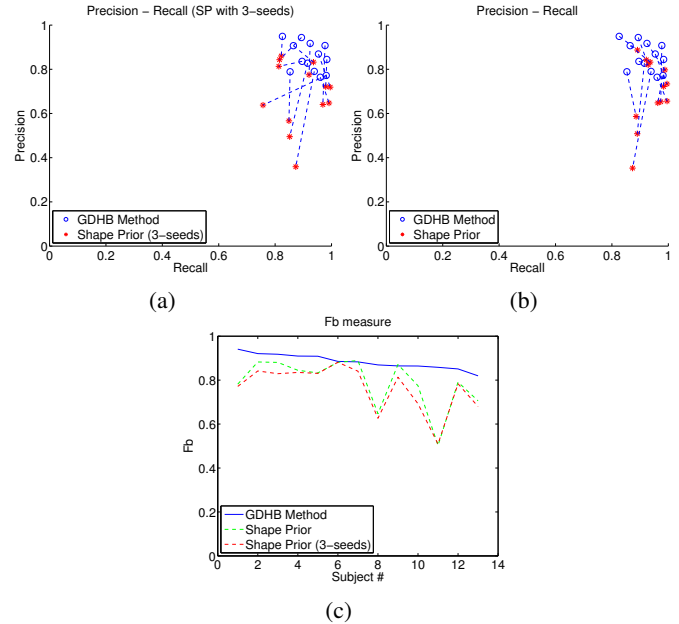 Precision − Recall (SP with 3−seeds)
1
0.8
0.6
0.4
0.2
0
Precision
GDHB Method
Shape Prior (3−seeds)
0 0.2 0.4 0.6 0.8 1
Recall
(a)
Precision − Recall
1
0.8
0.6
0.4
0.2
0
Precision
GDHB Method
Shape Prior
0 0.2 0.4 0.6 0.8 1
Recall
(b)
Fb measure
1
0.8
0.6
0.4
0.2
0
Fb
GDHB Method
Shape Prior
Shape Prior (3−seeds)
0 2 4 6 8 10 12 14
Subject #
(c)